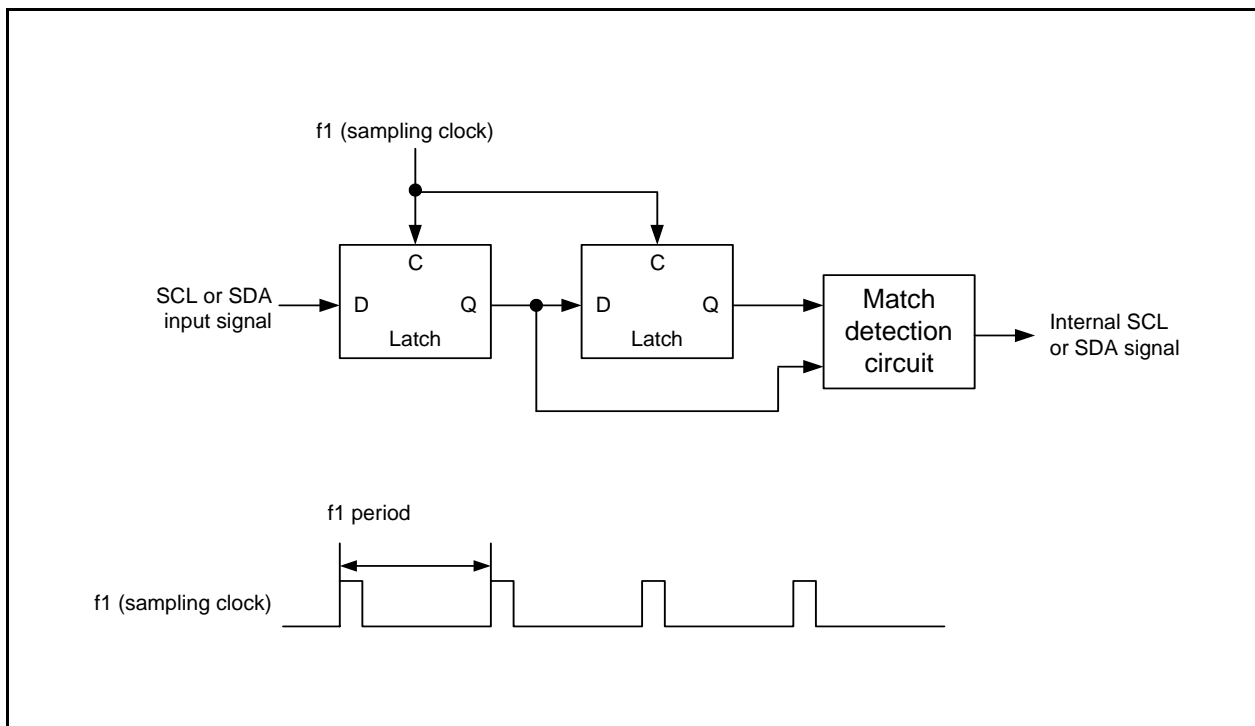 f1 (sampling clock)
C
C
SCL or SDA
input signal
D
Q
D
Q
Latch
Latch
Match
detection
circuit
Internal SCL
or SDA signal
f1 period
f1 (sampling clock)